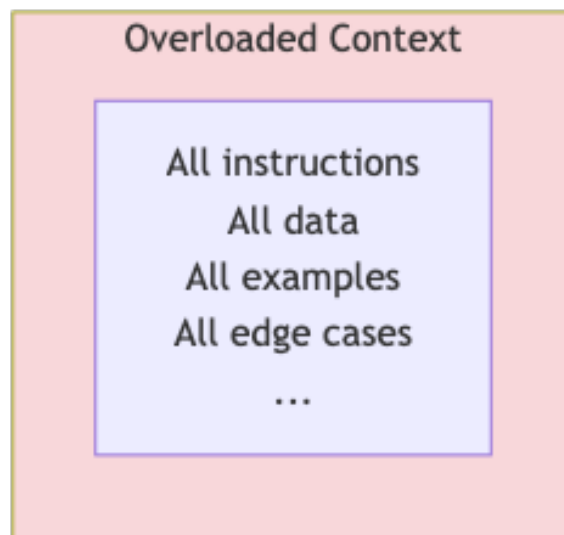 Overloaded Context
All instructions
All data
All examples
All edge cases
...